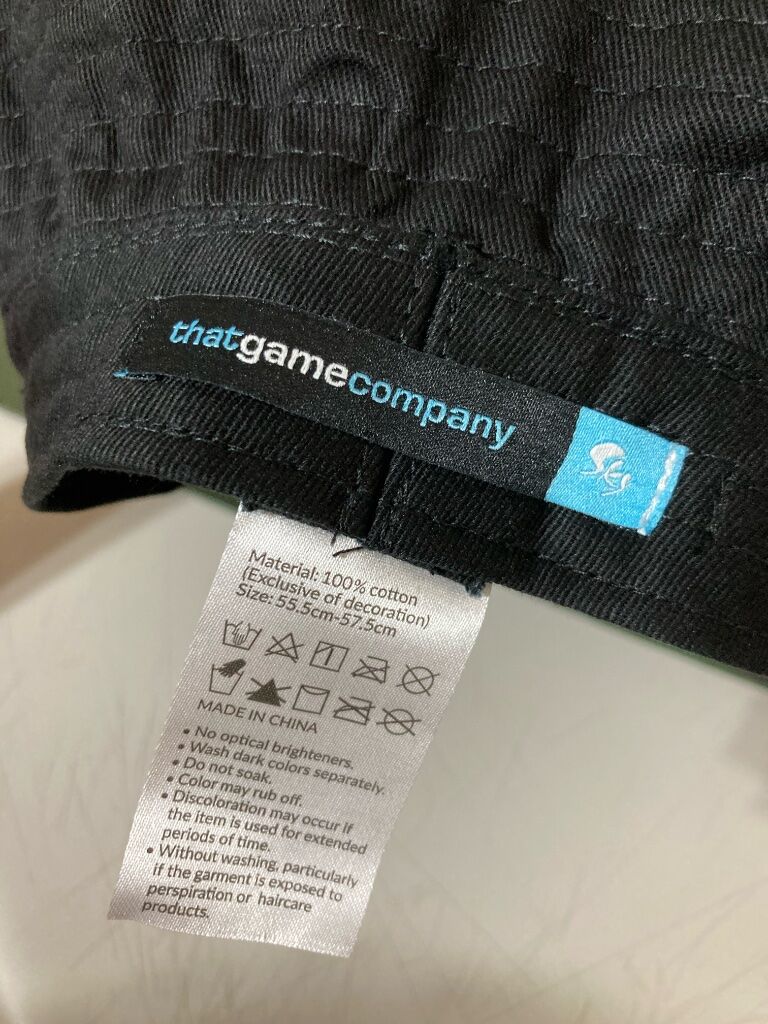 thatgamecompany
Sky
Material: 100% cotton
(Exclusive of decoration)
Size: 55.5cm-57.5cm
MADE IN CHINA
• No optical brighteners.
• Wash dark colors separately.
• Do not soak.
• Color may rub off.
• Discoloration may occur if
the item is used for extended
periods of time.
• Without washing, particularly
if the garment is exposed to
perspiration or haircare
products.